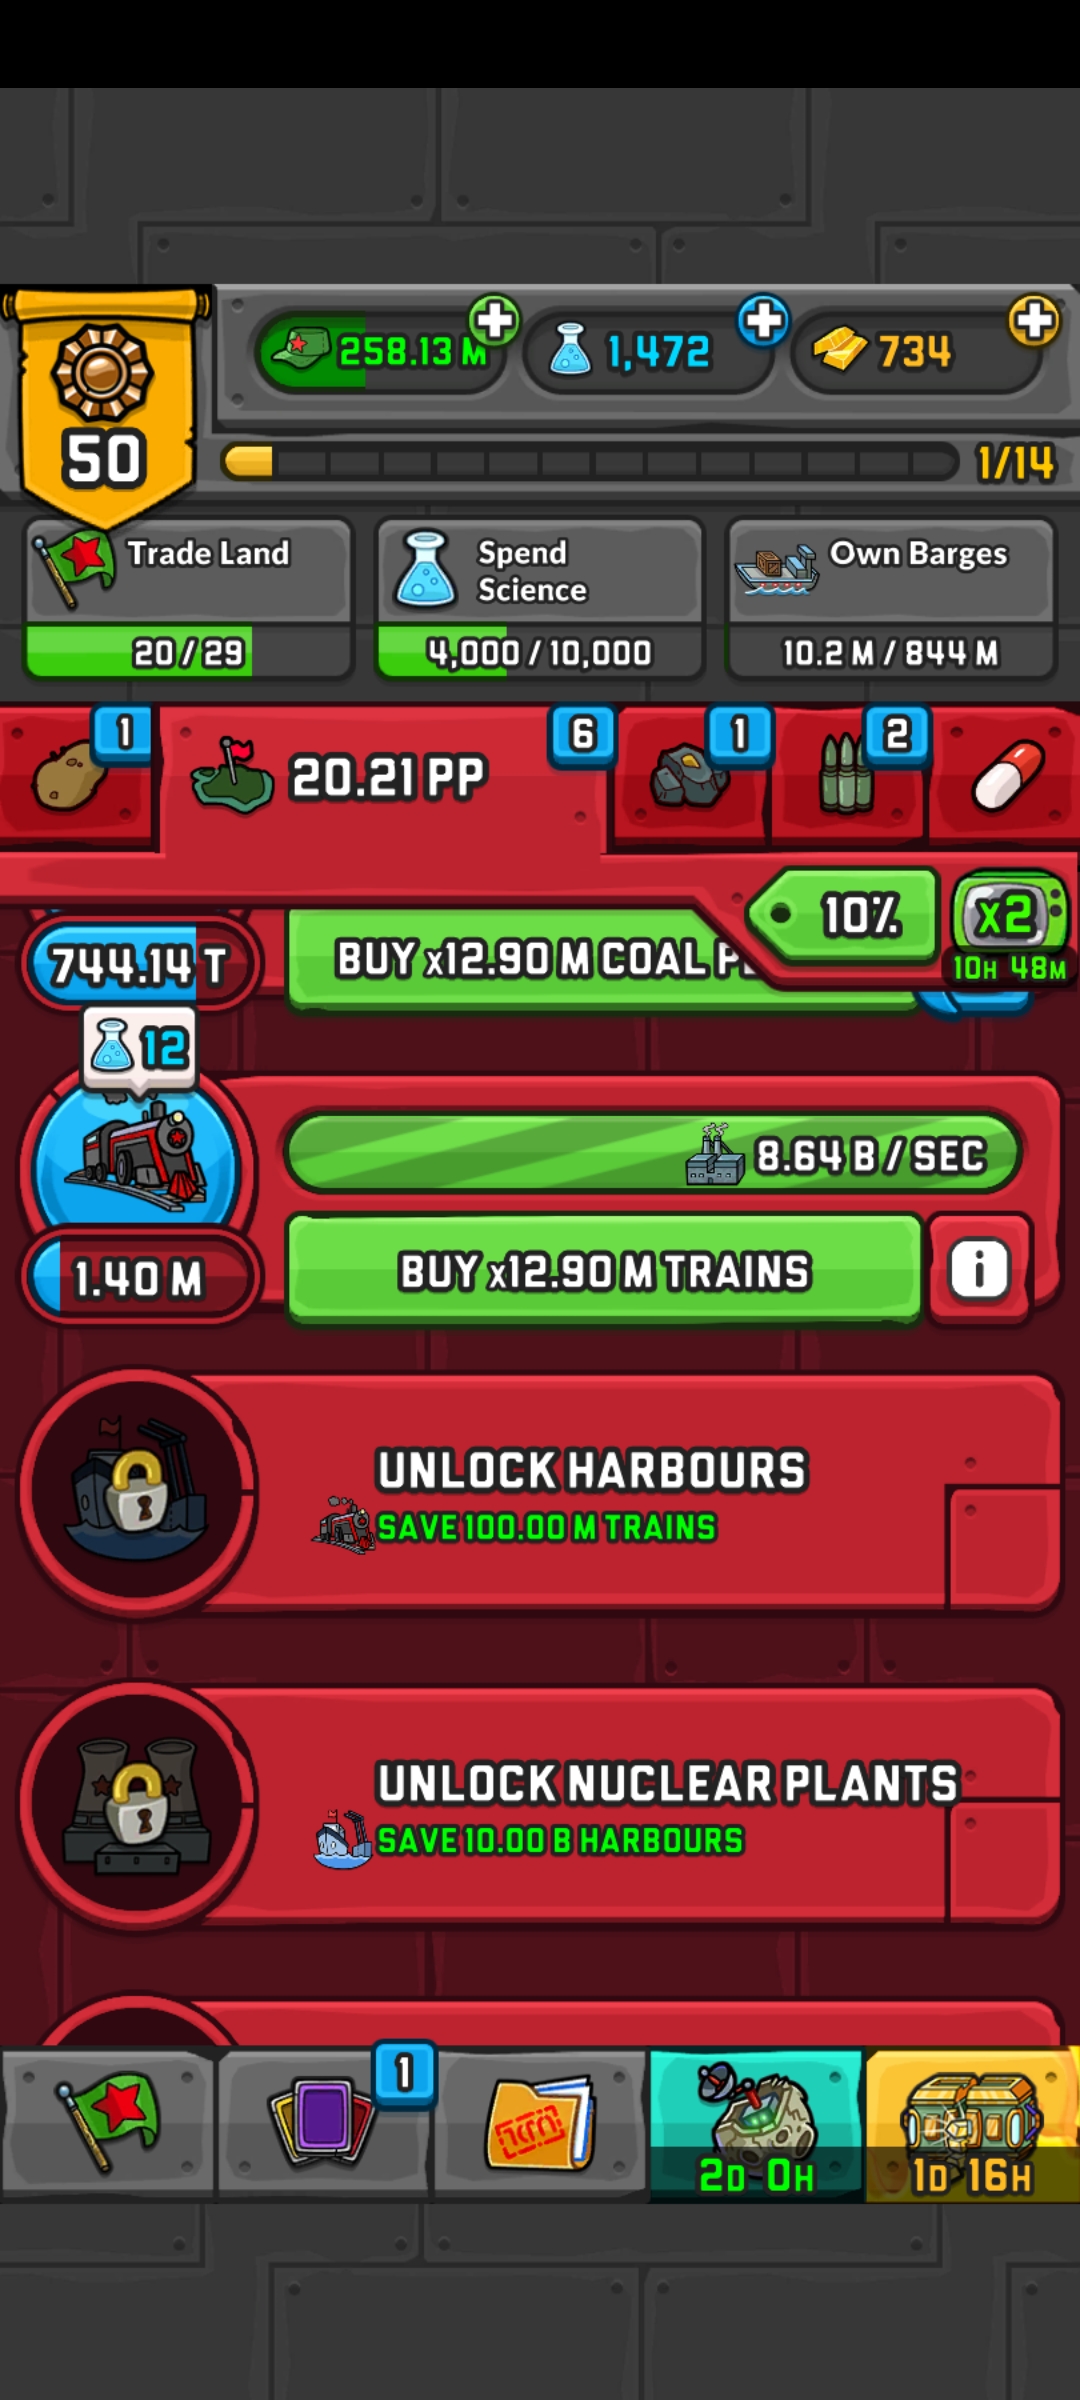 258.13 M
1,472
734
50
1/14
Trade Land
20/29
Spend
Science
4,000/10,000
Own Barges
10.2 M/844 M
1
20.21 PP
6
1
2
10%
x2
10H 48M
744.14 T
BUY x12.90 M COAL
12
8.64 B / SEC
1.40 M
BUY x12.90 M TRAINS
i
UNLOCK HARBOURS
SAVE 100.00 M TRAINS
UNLOCK NUCLEAR PLANTS
SAVE 10.00 B HARBOURS
1
2D 0H
1D 16H